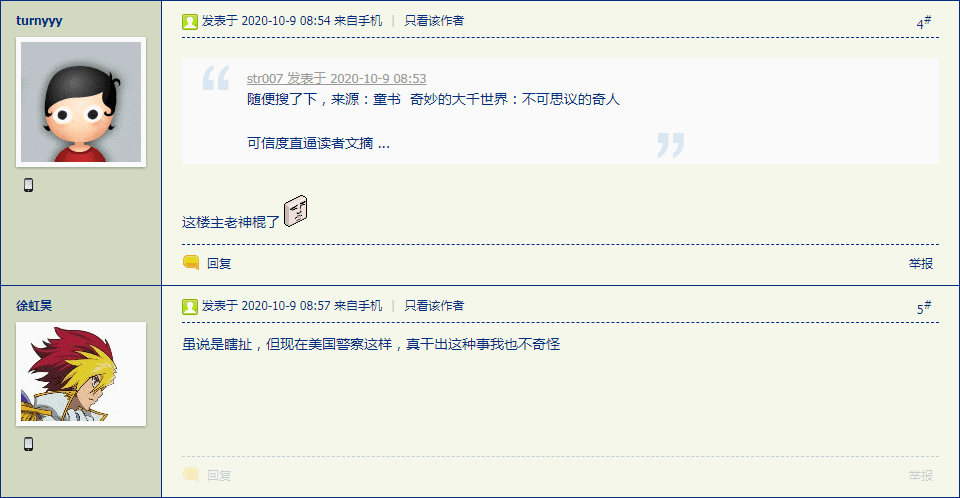 turnyyy
发表于 2020-10-9 08:54 来自手机 | 只看该作者
4#
str007 发表于 2020-10-9 08:53
随便搜了下，来源：童书 奇妙的大千世界：不可思议的奇人
可信度直逼读者文摘 ...
这楼主老神棍了
回复
举报
徐虹昊
发表于 2020-10-9 08:57 来自手机 | 只看该作者
5#
虽说是瞎扯，但现在美国警察这样，真干出这种事我也不奇怪
回复
举报